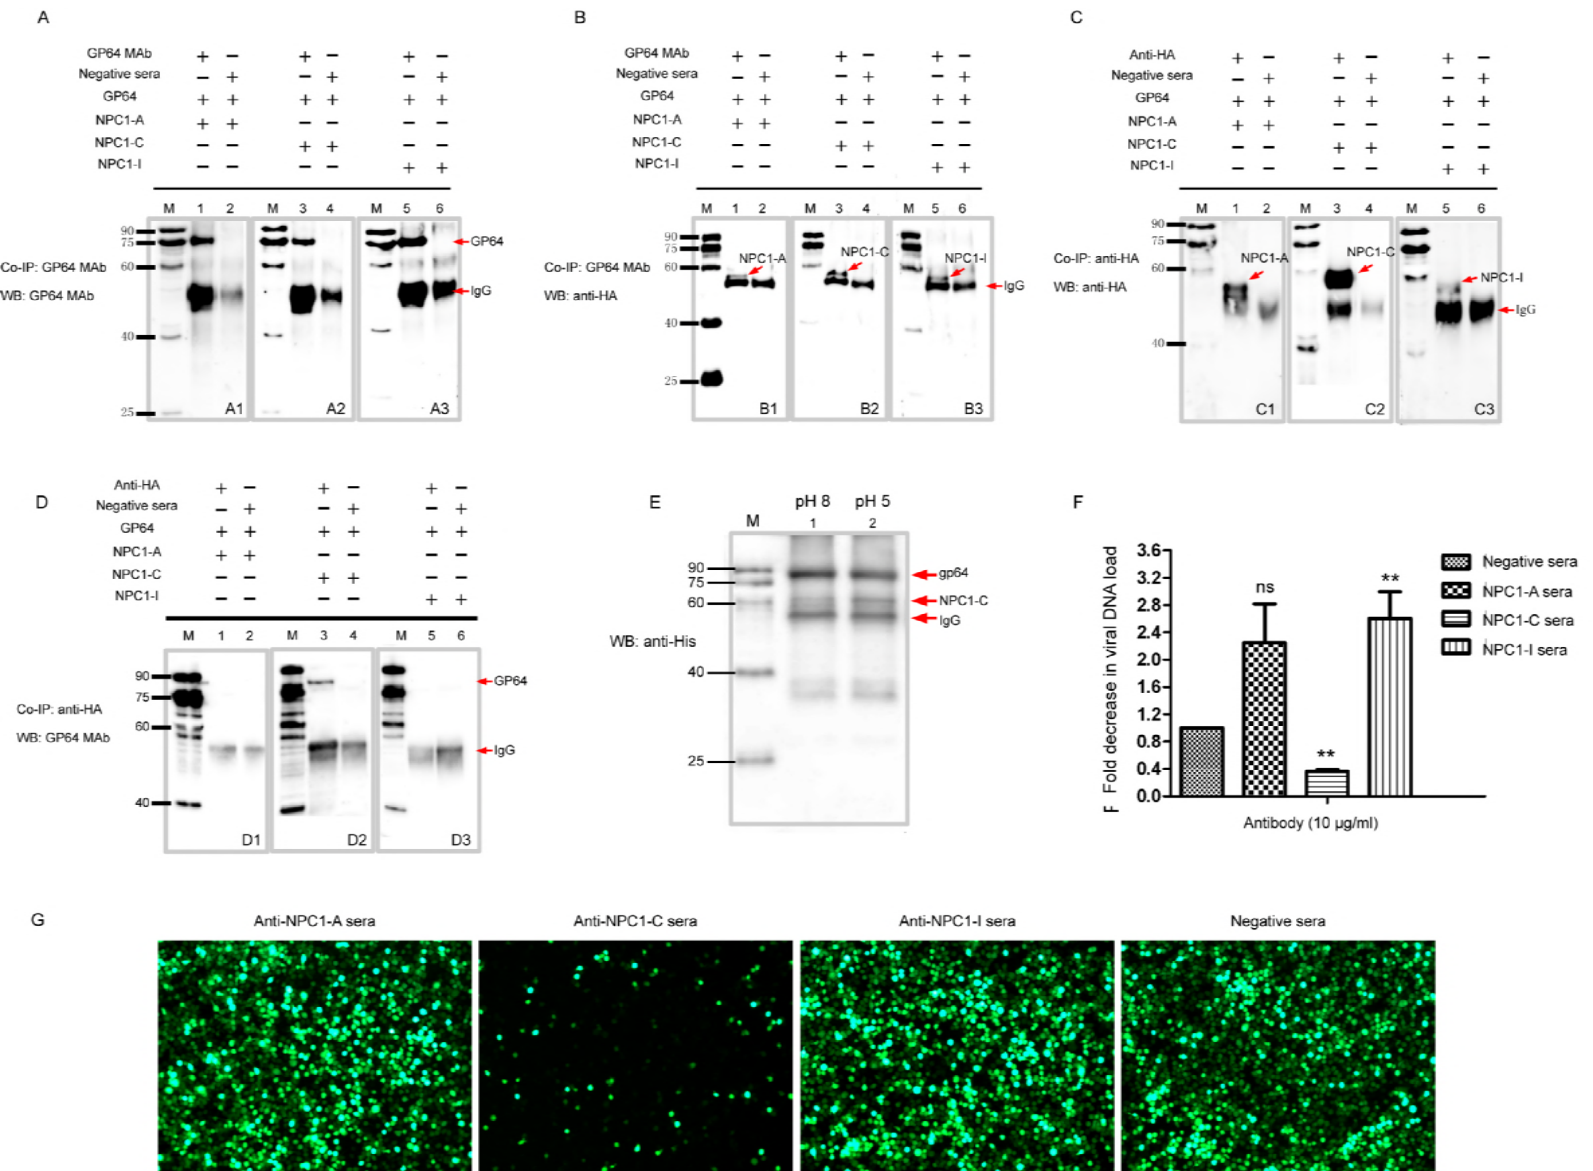 A
GP64 MAb + − + − + −
Negative sera − + − + − +
GP64 + + + + + +
NPC1-A + + − − − −
NPC1-C − − + + − −
NPC1-I − − − − + +
M 1 2 M 3 4 M 5 6
90
75
60
40
25
GP64
IgG
Co-IP: GP64 MAb
WB: GP64 MAb
A1 A2 A3
B
GP64 MAb + − + − + −
Negative sera − + − + − +
GP64 + + + + + +
NPC1-A + + − − − −
NPC1-C − − + + − −
NPC1-I − − − − + +
M 1 2 M 3 4 M 5 6
90
75
60
40
25
NPC1-A NPC1-C NPC1-I
IgG
Co-IP: GP64 MAb
WB: anti-HA
B1 B2 B3
C
Anti-HA + − + − + −
Negative sera − + − + − +
GP64 + + + + + +
NPC1-A + + − − − −
NPC1-C − − + + − −
NPC1-I − − − − + +
M 1 2 M 3 4 M 5 6
90
75
60
40
NPC1-A NPC1-C NPC1-I
IgG
Co-IP: anti-HA
WB: anti-HA
C1 C2 C3
D
Anti-HA + − + − + −
Negative sera − + − + − +
GP64 + + + + + +
NPC1-A + + − − − −
NPC1-C − − + + − −
NPC1-I − − − − + +
M 1 2 M 3 4 M 5 6
90
75
60
40
GP64
IgG
Co-IP: anti-HA
WB: GP64 MAb
D1 D2 D3
E
pH 8 pH 5
M 1 2
90
75
60
40
25
gp64
NPC1-C
IgG
WB: anti-His
F
Fold decrease in viral DNA load
3.6
3.2
2.8
2.4
2.0
1.6
1.2
0.8
0.4
0.0
ns
**
**
Antibody (10 µg/ml)
Negative sera
NPC1-A sera
NPC1-C sera
NPC1-I sera
G
Anti-NPC1-A sera Anti-NPC1-C sera Anti-NPC1-I sera Negative sera